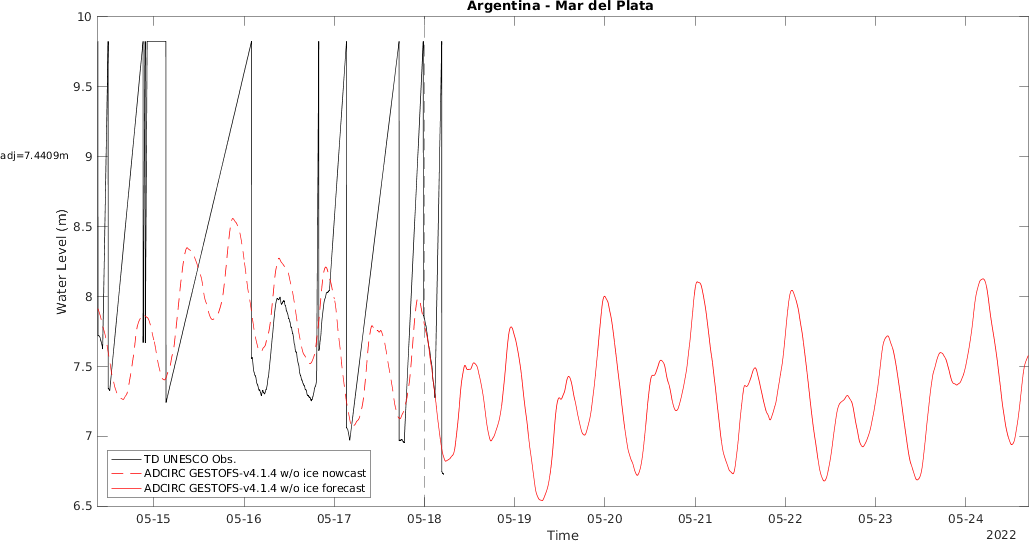 Argentina - Mar del Plata
10
9.5
adj=7.4409m
9
8.5
8
7.5
7
6.5
Water Level (m)
TD UNESCO Obs.
ADCIRC GESTOFS-v4.1.4 w/o ice nowcast
ADCIRC GESTOFS-v4.1.4 w/o ice forecast
05-15 05-16 05-17 05-18 05-19 05-20 05-21 05-22 05-23 05-24
Time
2022